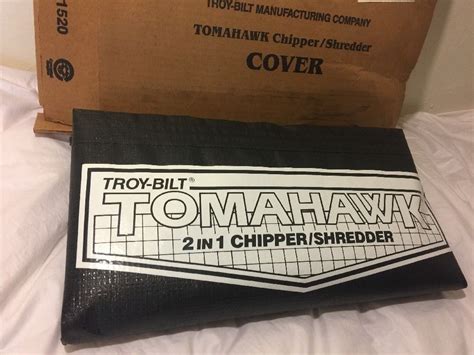 TROY-BILT MANUFACTURING COMPANY
TOMAHAWK Chipper/Shredder
COVER
1520
TROY-BILT®
TOMAHAWK
2 IN 1 CHIPPER/SHREDDER